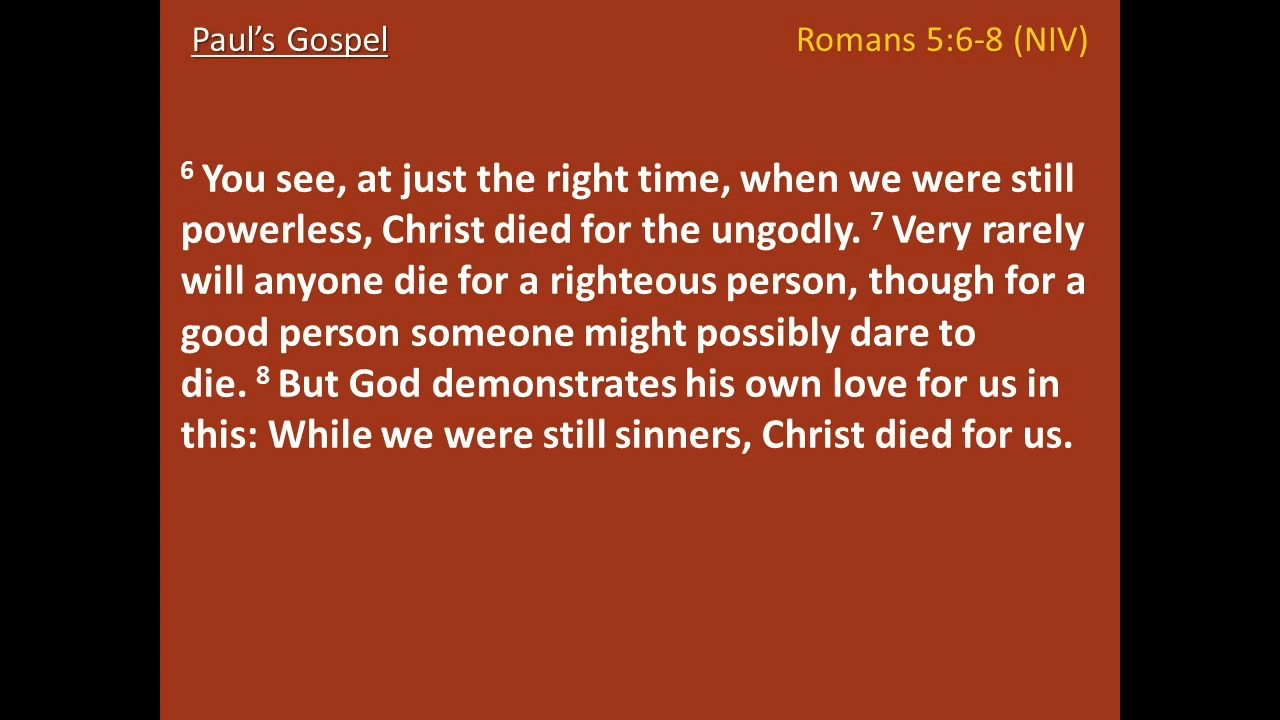 Paul’s Gospel
Romans 5:6-8 (NIV)
6 You see, at just the right time, when we were still
powerless, Christ died for the ungodly. 7 Very rarely
will anyone die for a righteous person, though for a
good person someone might possibly dare to
die. 8 But God demonstrates his own love for us in
this: While we were still sinners, Christ died for us.